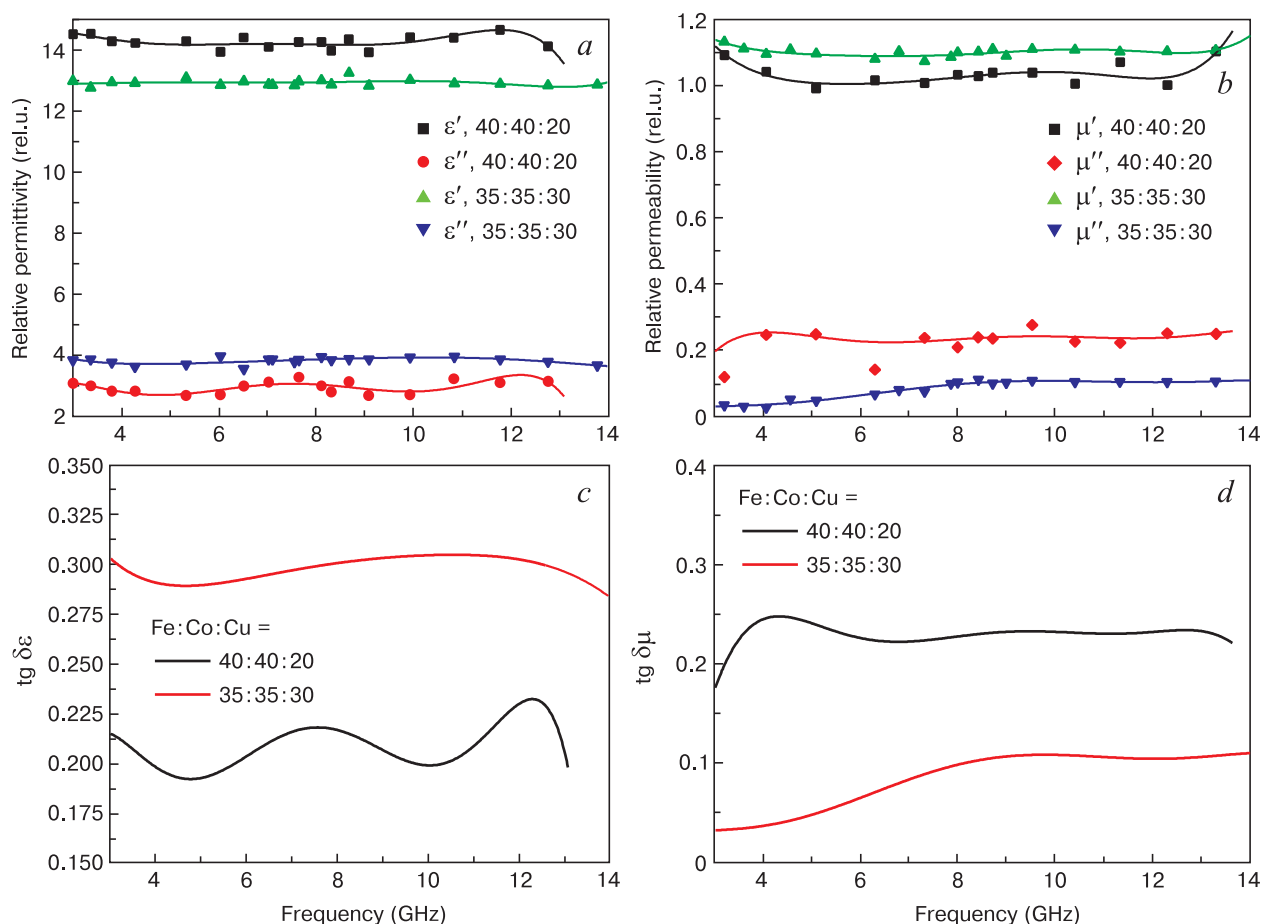 a
Relative permittivity (rel.u.)
14
12
10
8
6
4
2
ε′, 40:40:20
ε′′, 40:40:20
ε′, 35:35:30
ε′′, 35:35:30
4 6 8 10 12 14
b
Relative permeability (rel.u.)
1.2
1.0
0.8
0.6
0.4
0.2
0
μ′, 40:40:20
μ′′, 40:40:20
μ′, 35:35:30
μ′′, 35:35:30
4 6 8 10 12 14
c
tg δε
0.350
0.325
0.300
0.275
0.250
0.225
0.200
0.175
0.150
Fe:Co:Cu =
40:40:20
35:35:30
4 6 8 10 12 14
Frequency (GHz)
d
tg δμ
0.4
0.3
0.2
0.1
0
Fe:Co:Cu =
40:40:20
35:35:30
4 6 8 10 12 14
Frequency (GHz)